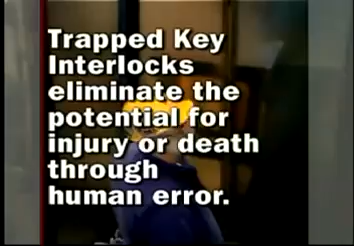 Trapped Key
Interlocks
eliminate the
potential for
injury or death
through
human error.